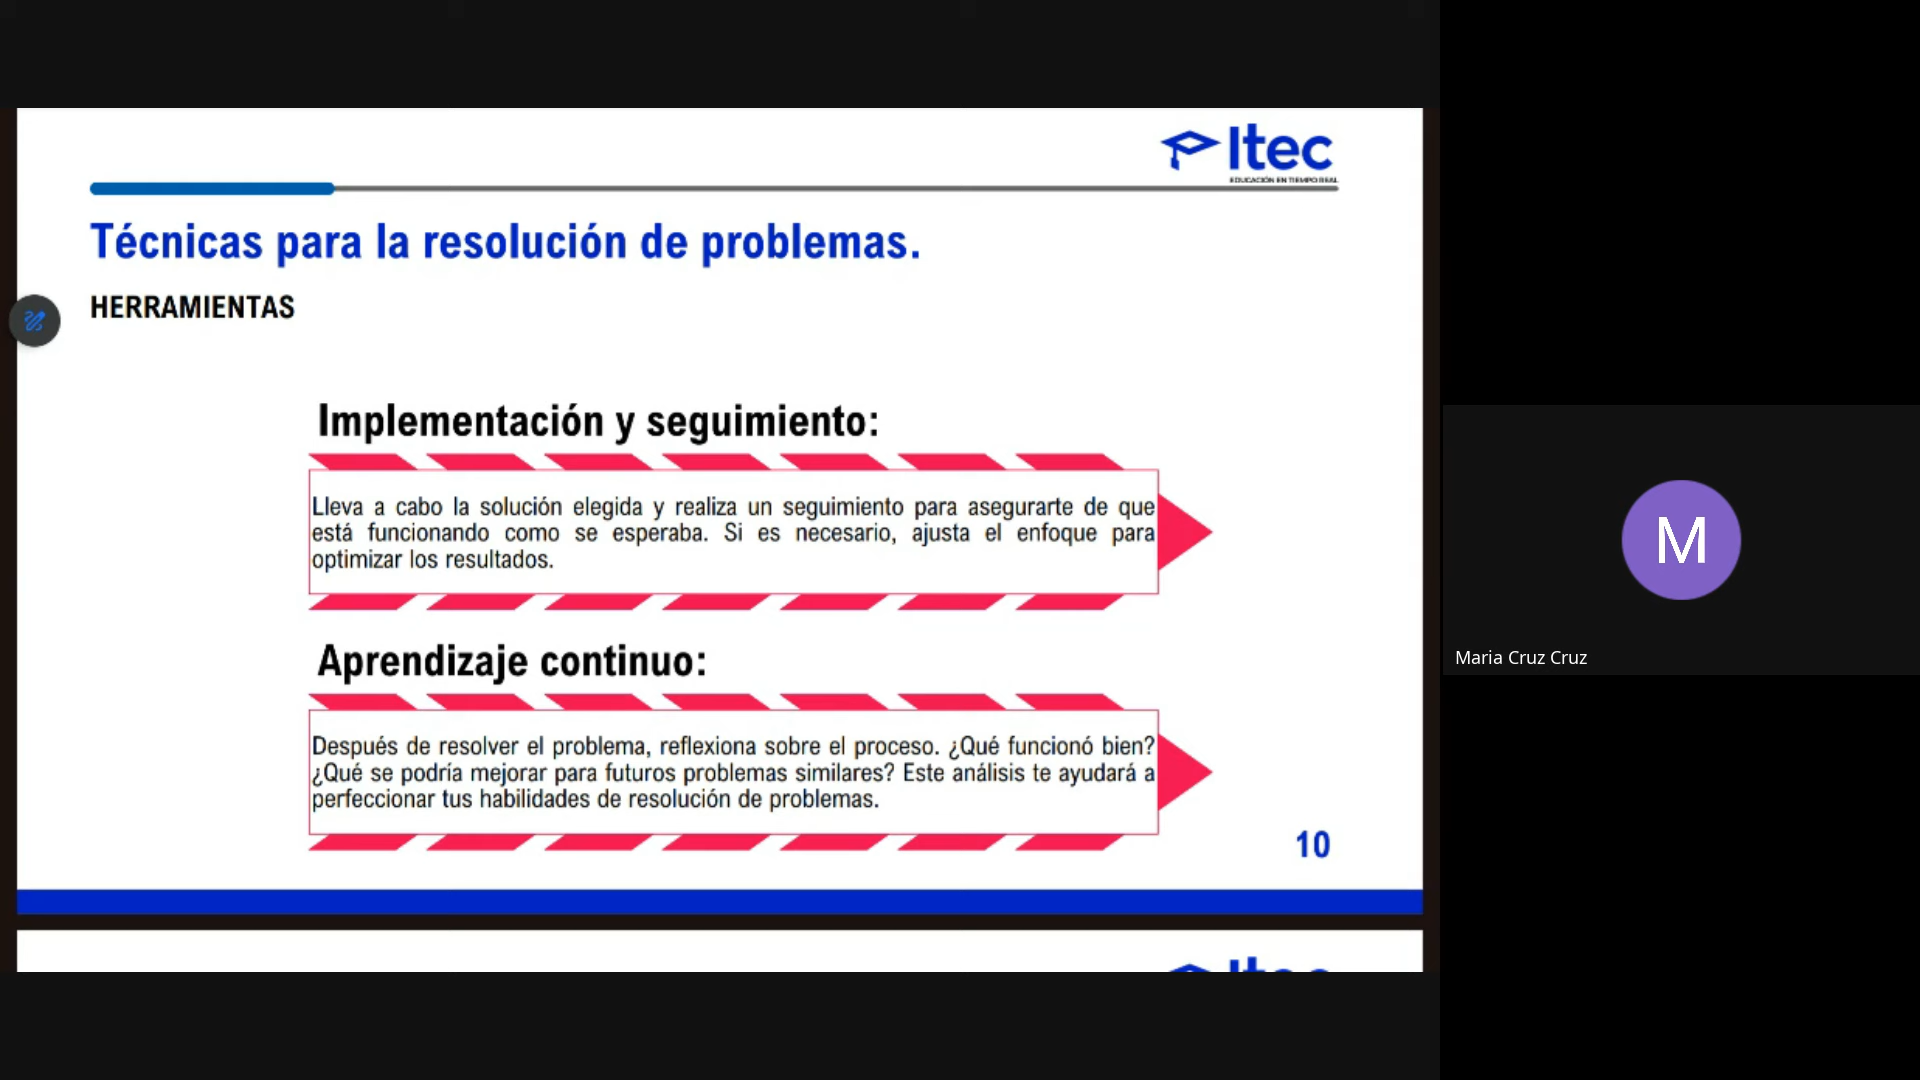 Itec
EDUCACIÓN EN TIEMPO REAL
Técnicas para la resolución de problemas.
HERRAMIENTAS
Implementación y seguimiento:
Lleva a cabo la solución elegida y realiza un seguimiento para asegurarte de que
está funcionando como se esperaba. Si es necesario, ajusta el enfoque para
optimizar los resultados.
Aprendizaje continuo:
Después de resolver el problema, reflexiona sobre el proceso. ¿Qué funcionó bien?
¿Qué se podría mejorar para futuros problemas similares? Este análisis te ayudará a
perfeccionar tus habilidades de resolución de problemas.
10
Itec
M
Maria Cruz Cruz